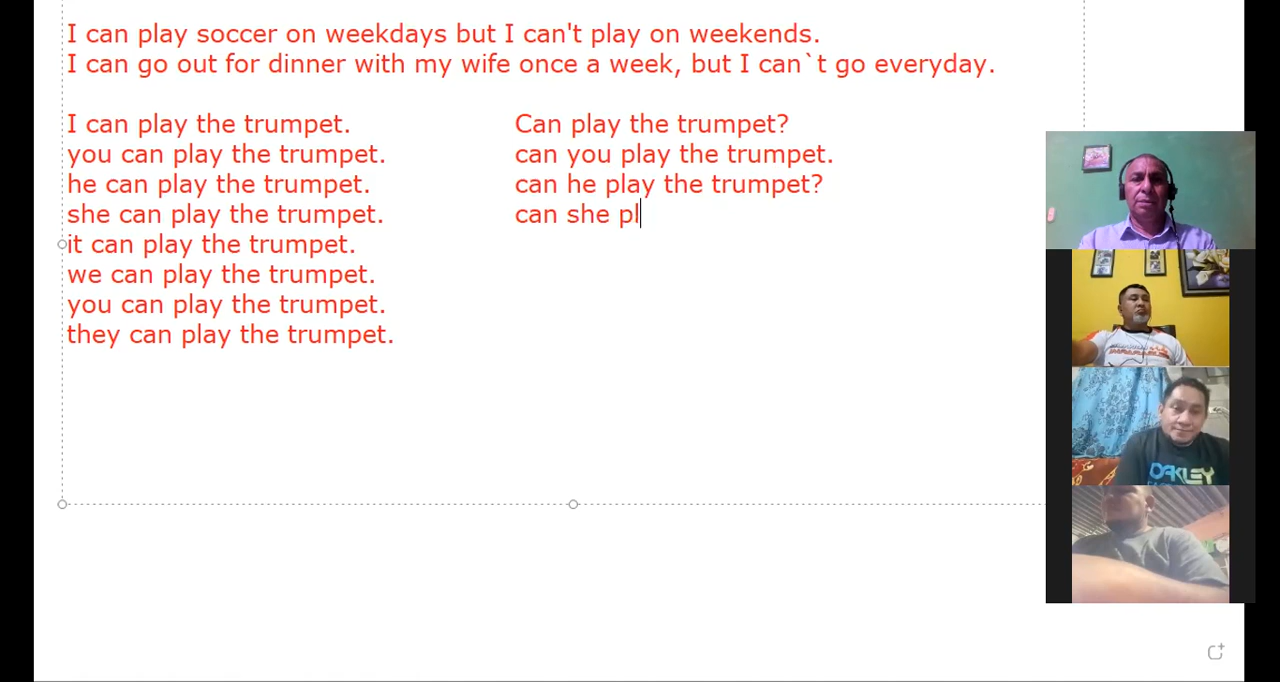 I can play soccer on weekdays but I can't play on weekends.
I can go out for dinner with my wife once a week, but I can`t go everyday.
I can play the trumpet.
you can play the trumpet.
he can play the trumpet.
she can play the trumpet.
it can play the trumpet.
we can play the trumpet.
you can play the trumpet.
they can play the trumpet.
Can play the trumpet?
can you play the trumpet.
can he play the trumpet?
can she pl
OAKLEY